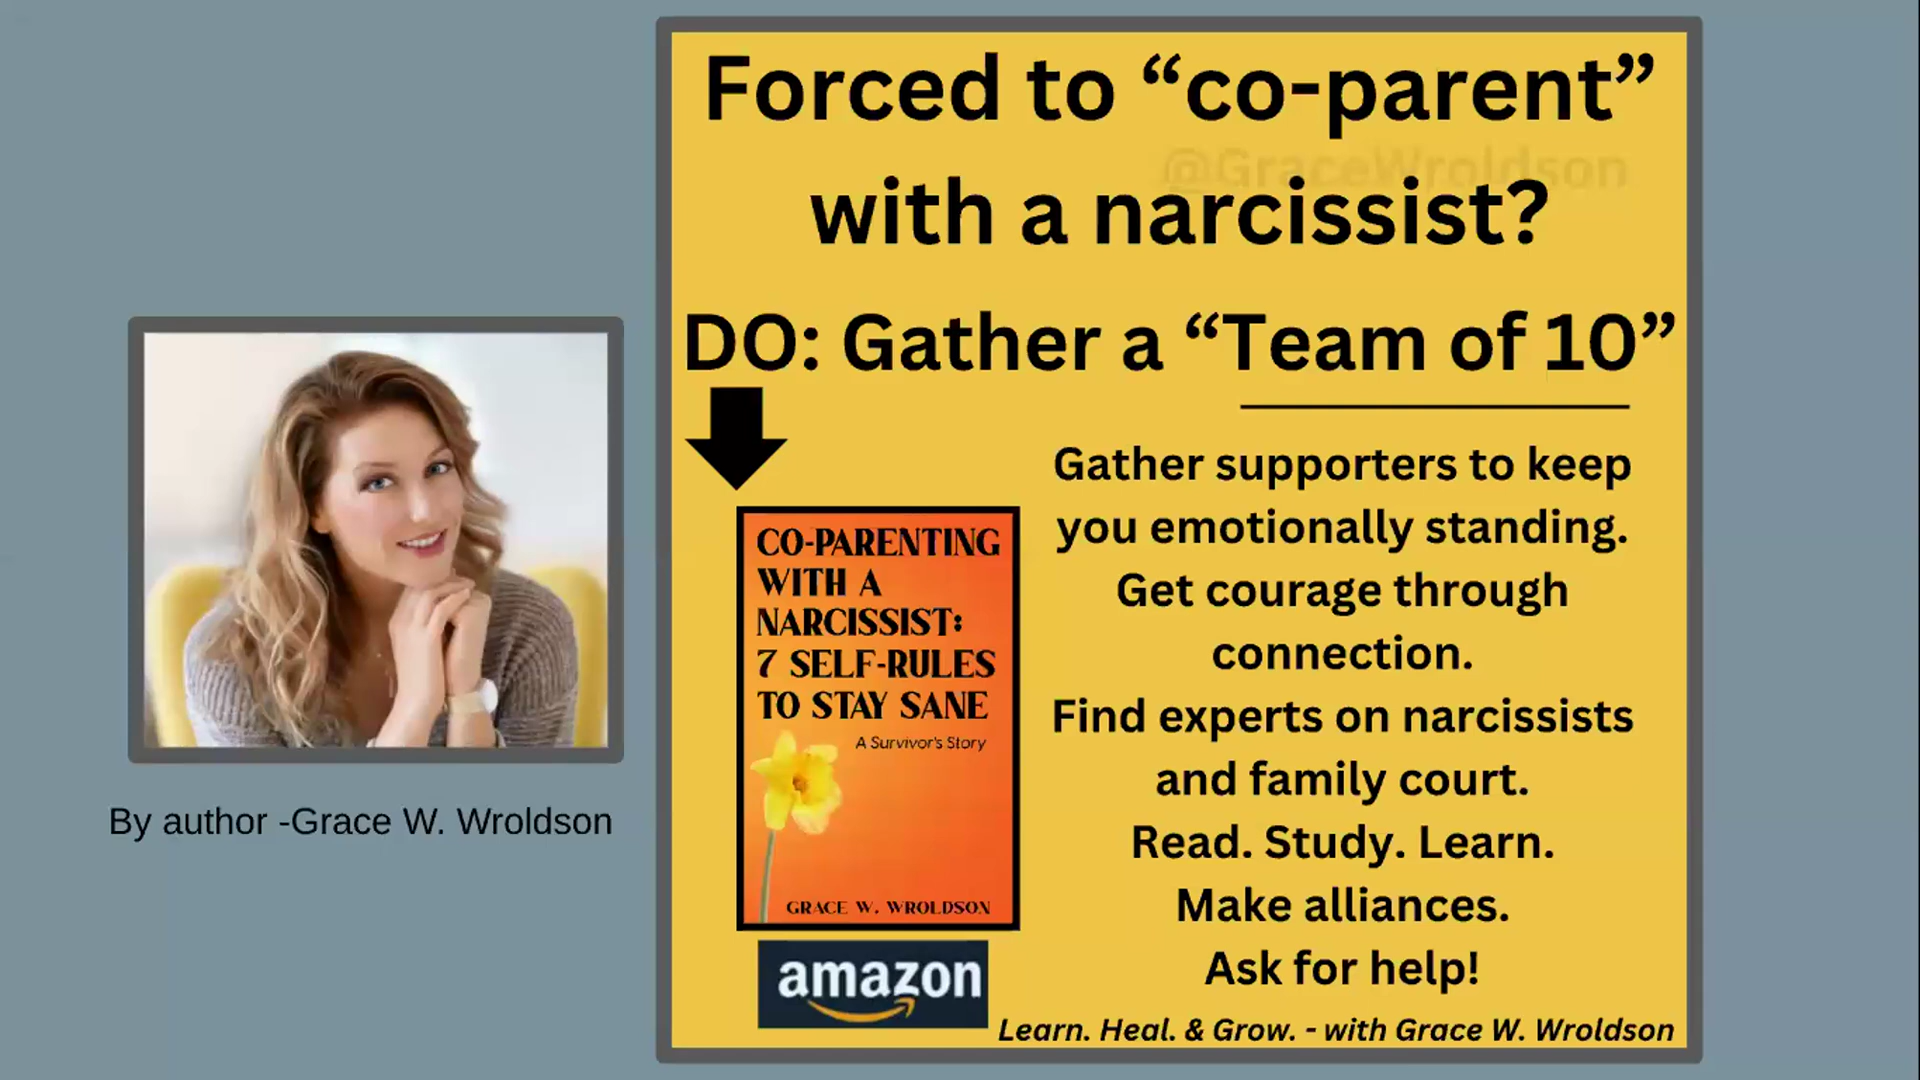 Forced to “co-parent”
@GraceWroldson
with a narcissist?
DO: Gather a “Team of 10”
Gather supporters to keep
you emotionally standing.
Get courage through
connection.
Find experts on narcissists
and family court.
Read. Study. Learn.
Make alliances.
Ask for help!
CO-PARENTING
WITH A
NARCISSIST:
7 SELF-RULES
TO STAY SANE
A Survivor's Story
GRACE W. WROLDSON
amazon
Learn. Heal. & Grow. - with Grace W. Wroldson
By author -Grace W. Wroldson